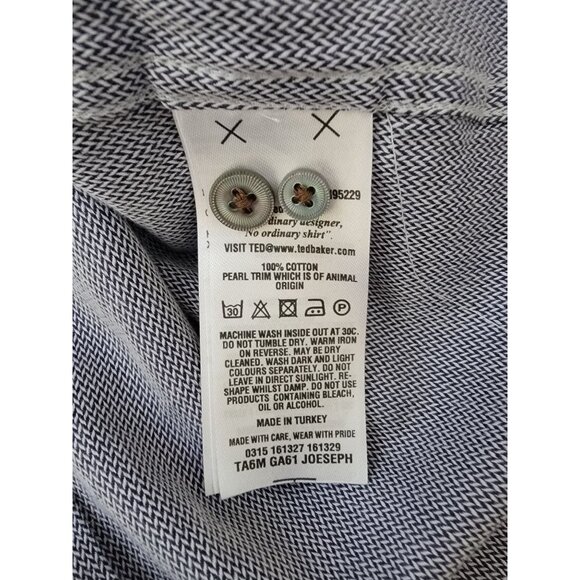 95229
dinary designer,
No ordinary shirt".
VISIT TED@www.tedbaker.com
100% COTTON
PEARL TRIM WHICH IS OF ANIMAL
ORIGIN
30 P
MACHINE WASH INSIDE OUT AT 30C.
DO NOT TUMBLE DRY. WARM IRON
ON REVERSE. MAY BE DRY
CLEANED. WASH DARK AND LIGHT
COLOURS SEPARATELY. DO NOT
LEAVE IN DIRECT SUNLIGHT. RE-
SHAPE WHILST DAMP. DO NOT USE
PRODUCTS CONTAINING BLEACH,
OIL OR ALCOHOL.
MADE IN TURKEY
MADE WITH CARE, WEAR WITH PRIDE
0315 161327 161329
TA6M GA61 JOESEPH